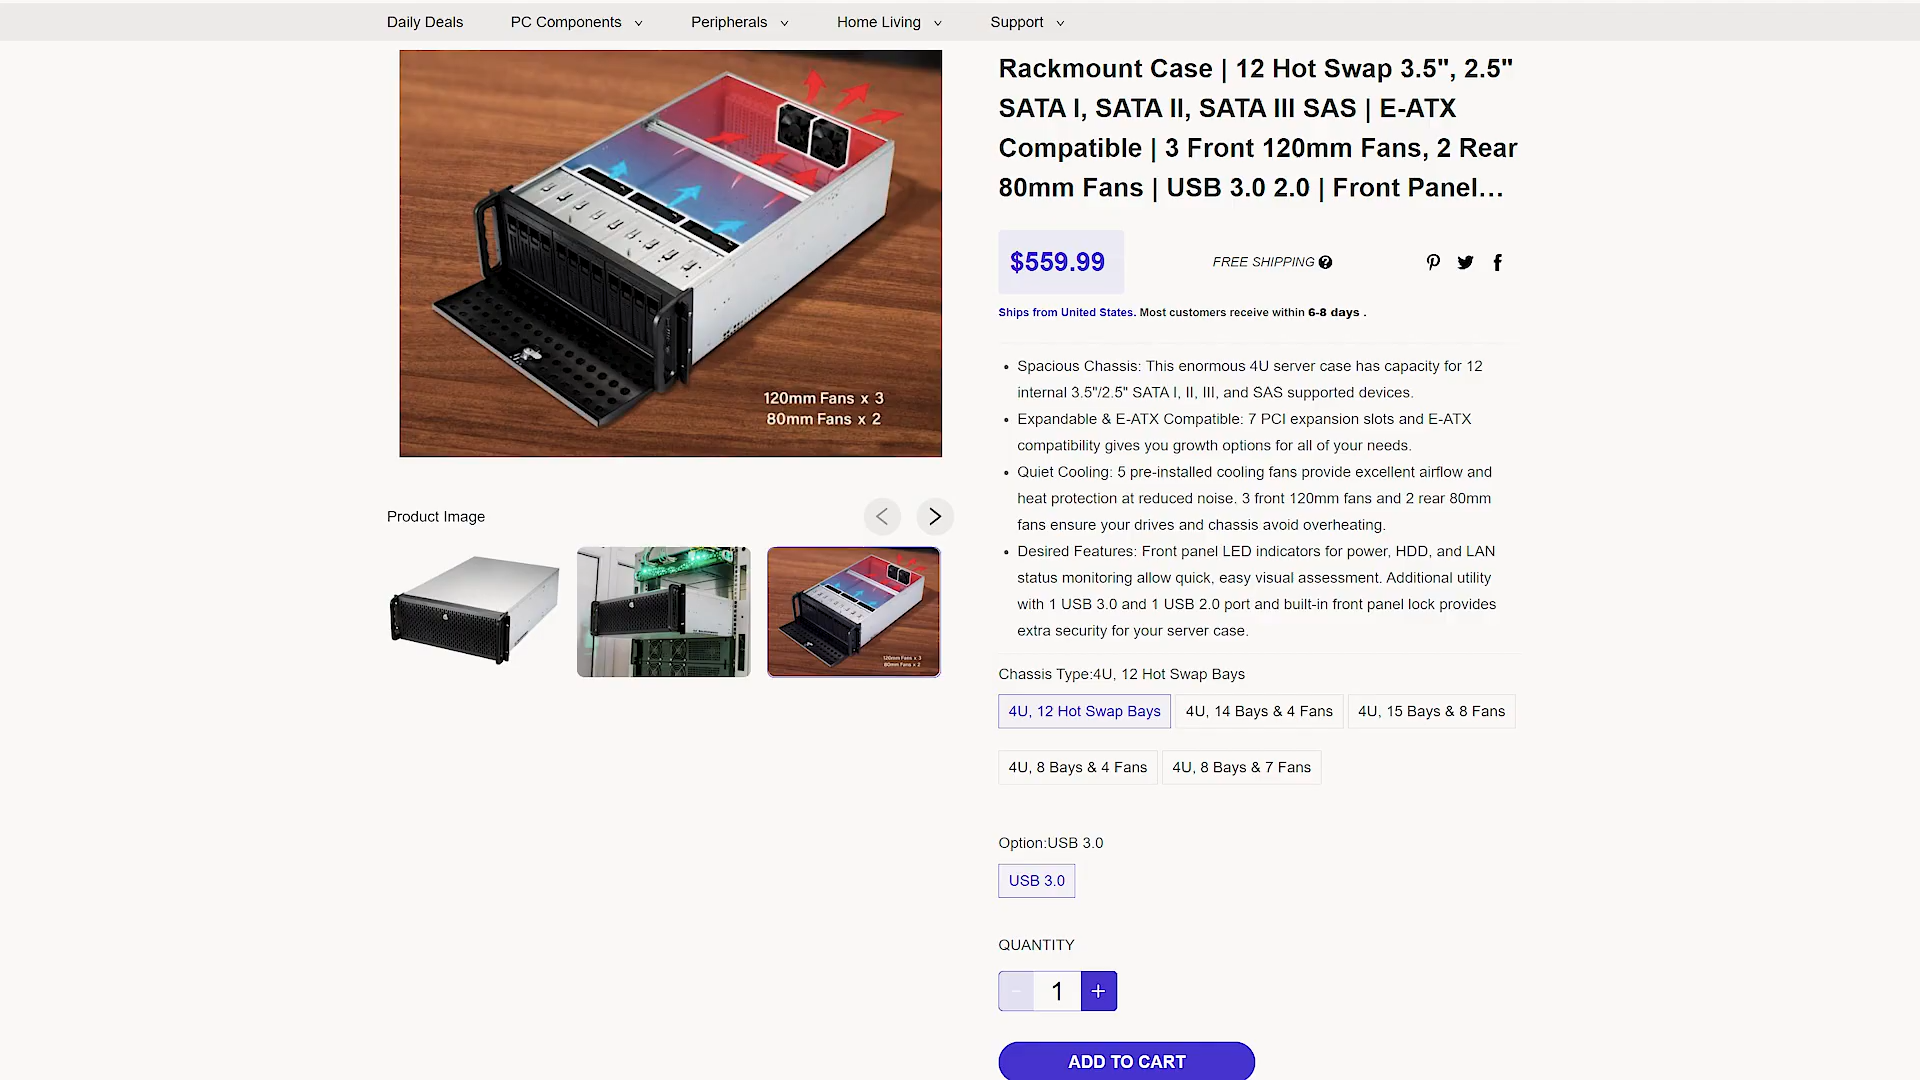 Daily Deals
PC Components
Peripherals
Home Living
Support
120mm Fans x 3
80mm Fans x 2
Product Image
120mm Fans x 3
80mm Fans x 2
Rackmount Case | 12 Hot Swap 3.5", 2.5"
SATA I, SATA II, SATA III SAS | E-ATX
Compatible | 3 Front 120mm Fans, 2 Rear
80mm Fans | USB 3.0 2.0 | Front Panel...
$559.99
FREE SHIPPING
Ships from United States. Most customers receive within 6-8 days .
Spacious Chassis: This enormous 4U server case has capacity for 12
internal 3.5"/2.5" SATA I, II, III, and SAS supported devices.
Expandable & E-ATX Compatible: 7 PCI expansion slots and E-ATX
compatibility gives you growth options for all of your needs.
Quiet Cooling: 5 pre-installed cooling fans provide excellent airflow and
heat protection at reduced noise. 3 front 120mm fans and 2 rear 80mm
fans ensure your drives and chassis avoid overheating.
Desired Features: Front panel LED indicators for power, HDD, and LAN
status monitoring allow quick, easy visual assessment. Additional utility
with 1 USB 3.0 and 1 USB 2.0 port and built-in front panel lock provides
extra security for your server case.
Chassis Type:4U, 12 Hot Swap Bays
4U, 12 Hot Swap Bays
4U, 14 Bays & 4 Fans
4U, 15 Bays & 8 Fans
4U, 8 Bays & 4 Fans
4U, 8 Bays & 7 Fans
Option:USB 3.0
USB 3.0
QUANTITY
- 1 +
ADD TO CART